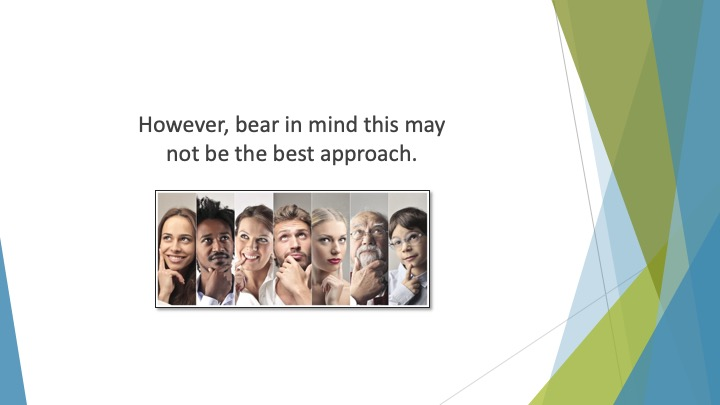 However, bear in mind this may
not be the best approach.